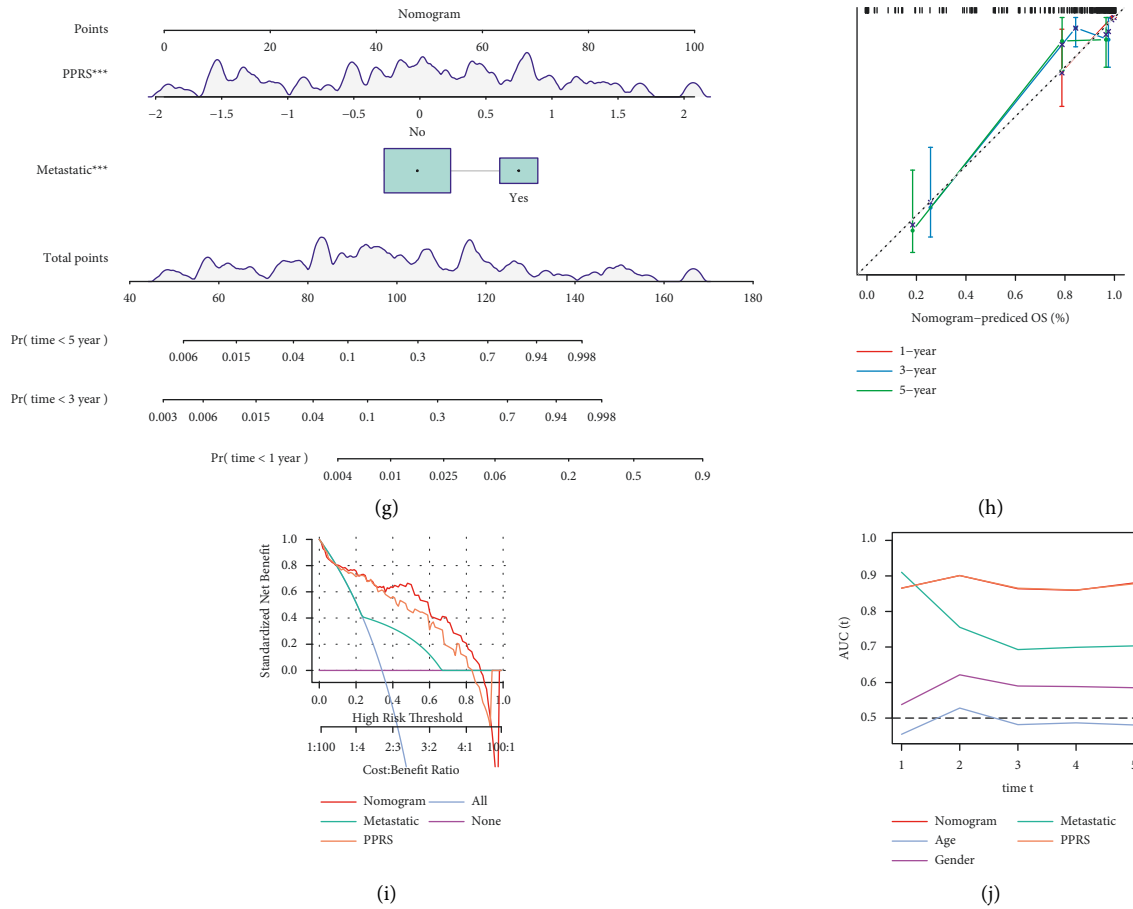 Nomogram
Points
0 20 40 60 80 100
PPRS***
−2 −1.5 −1 −0.5 0 0.5 1 1.5 2
No
Metastatic***
Yes
Total points
40 60 80 100 120 140 160 180
Pr( time < 5 year )
0.006 0.015 0.04 0.1 0.3 0.7 0.94 0.998
Pr( time < 3 year )
0.003 0.006 0.015 0.04 0.1 0.3 0.7 0.94 0.998
Pr( time < 1 year )
0.004 0.01 0.025 0.06 0.2 0.5 0.9
(g)
0.0 0.2 0.4 0.6 0.8 1.0
Nomogram−prediced OS (%)
1−year
3−year
5−year
(h)
Standardized Net Benefit
1.0
0.8
0.6
0.4
0.2
0.0
0.0 0.2 0.4 0.6 0.8 1.0
High Risk Threshold
1:100 1:4 2:3 3:2 4:1 100:1
Cost:Benefit Ratio
Nomogram All
Metastatic None
PPRS
(i)
AUC (t)
1.0
0.9
0.8
0.7
0.6
0.5
1 2 3 4 5
time t
Nomogram Metastatic
Age PPRS
Gender
(j)